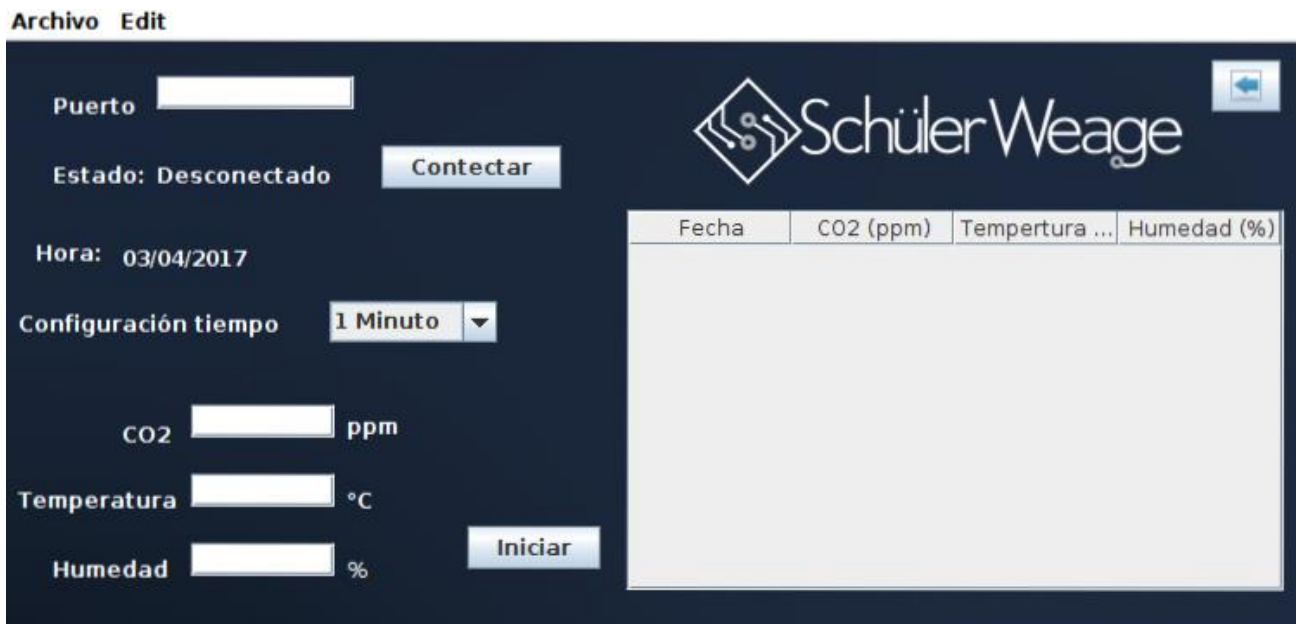 Archivo Edit
Puerto
Estado: Desconectado Contectar
Hora: 03/04/2017
Configuración tiempo 1 Minuto
CO2 ppm
Temperatura °C
Humedad %
Iniciar
SchülerWeage
Fecha CO2 (ppm) Tempertura ... Humedad (%)